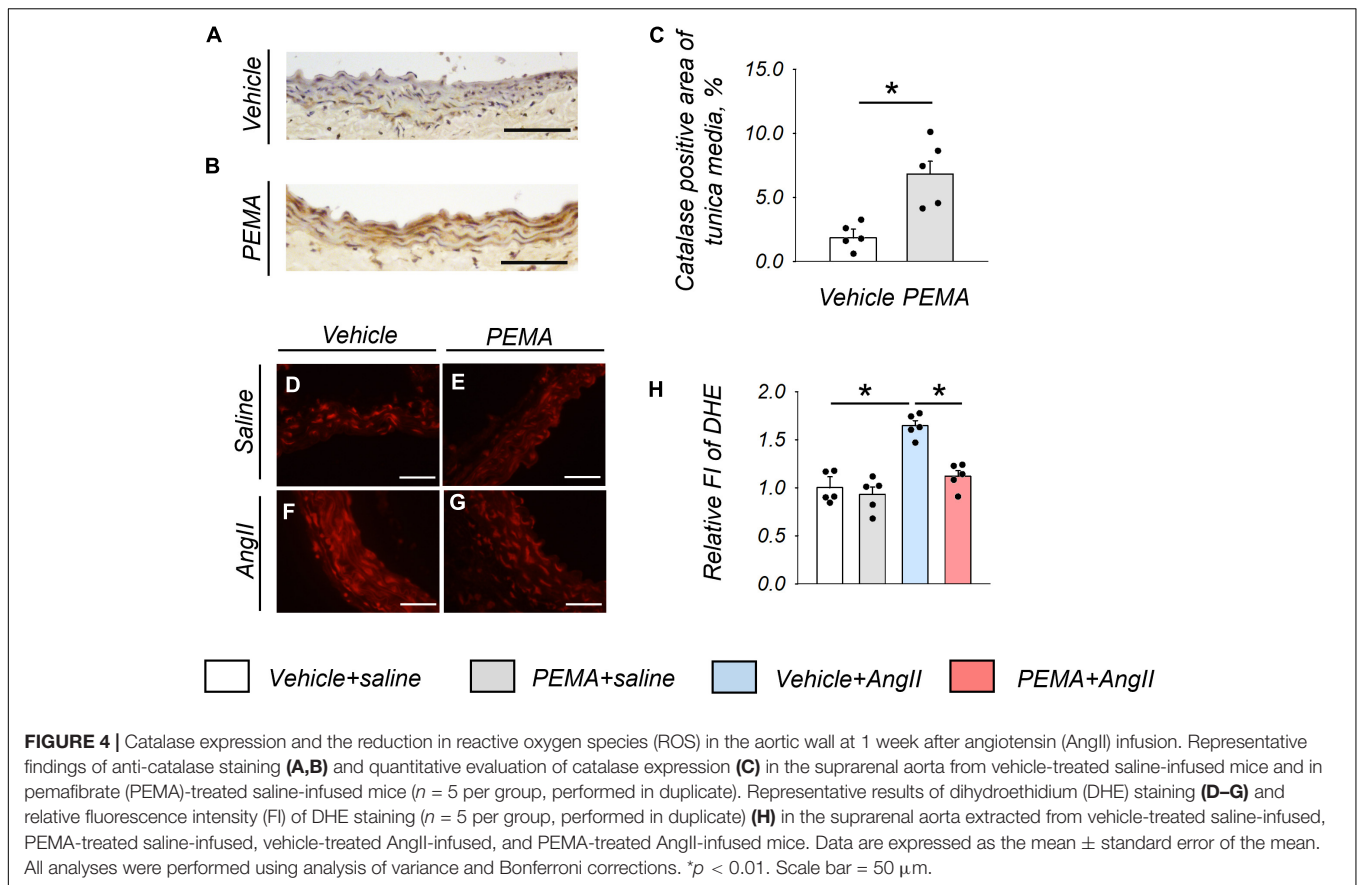 A
Vehicle
B
PEMA
C
Catalase positive area of
tunica media, %
15.0
10.0
5.0
0.0
*
Vehicle PEMA
Vehicle
PEMA
Saline
AngII
D
E
F
G
H
Relative FI of DHE
2.0
1.5
1.0
0.5
0.0
*
*
Vehicle+saline
PEMA+saline
Vehicle+AngII
PEMA+AngII
FIGURE 4 | Catalase expression and the reduction in reactive oxygen species (ROS) in the aortic wall at 1 week after angiotensin (AngII) infusion. Representative
findings of anti-catalase staining (A,B) and quantitative evaluation of catalase expression (C) in the suprarenal aorta from vehicle-treated saline-infused mice and in
pemafibrate (PEMA)-treated saline-infused mice (n = 5 per group, performed in duplicate). Representative results of dihydroethidium (DHE) staining (D–G) and
relative fluorescence intensity (FI) of DHE staining (n = 5 per group, performed in duplicate) (H) in the suprarenal aorta extracted from vehicle-treated saline-infused,
PEMA-treated saline-infused, vehicle-treated AngII-infused, and PEMA-treated AngII-infused mice. Data are expressed as the mean ± standard error of the mean.
All analyses were performed using analysis of variance and Bonferroni corrections. *p < 0.01. Scale bar = 50 μm.